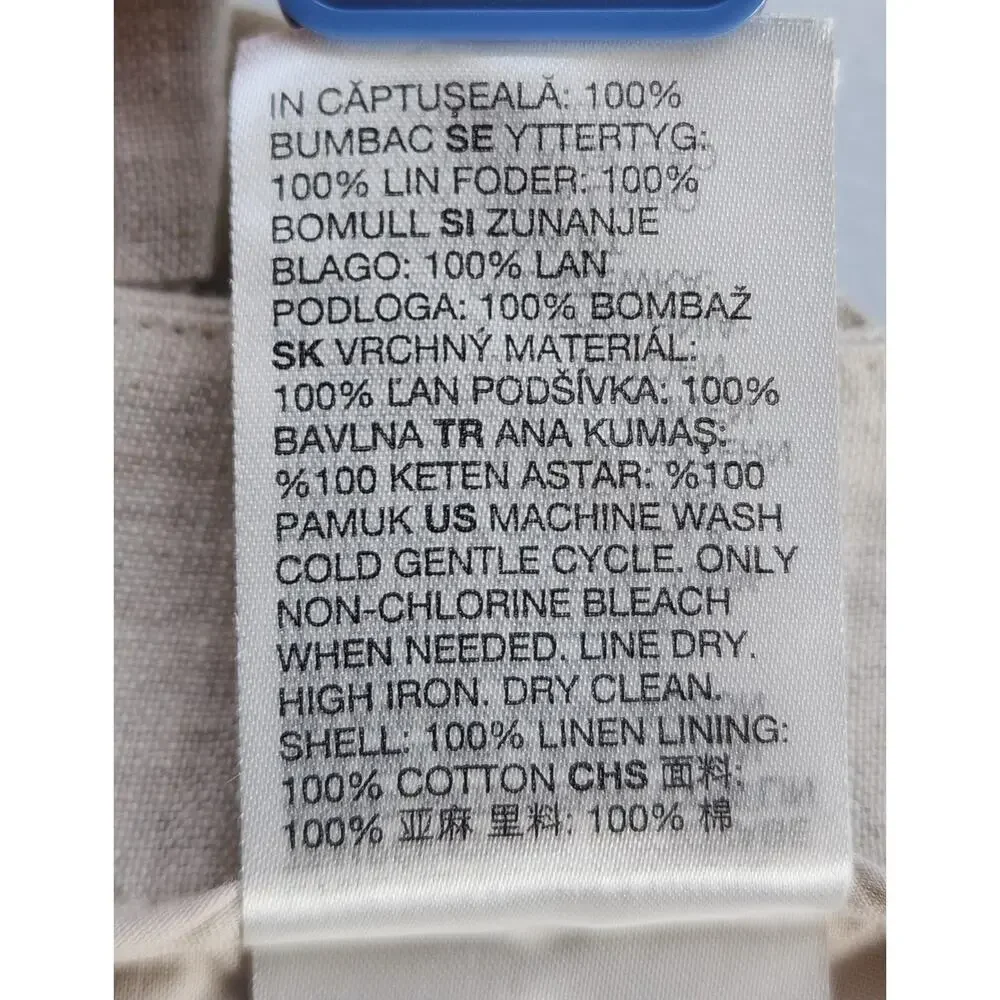 IN CĂPTUŞEALĂ: 100%
BUMBAC SE YTTERTYG:
100% LIN FODER: 100%
BOMULL SI ZUNANJE
BLAGO: 100% LAN
PODLOGA: 100% BOMBAŽ
SK VRCHNÝ MATERIÁL:
100% ĽAN PODŠÍVKA: 100%
BAVLNA TR ANA KUMAŞ:
%100 KETEN ASTAR: %100
PAMUK US MACHINE WASH
COLD GENTLE CYCLE. ONLY
NON-CHLORINE BLEACH
WHEN NEEDED. LINE DRY.
HIGH IRON. DRY CLEAN.
SHELL: 100% LINEN LINING:
100% COTTON CHS 面料:
100% 亚麻 里料: 100% 棉